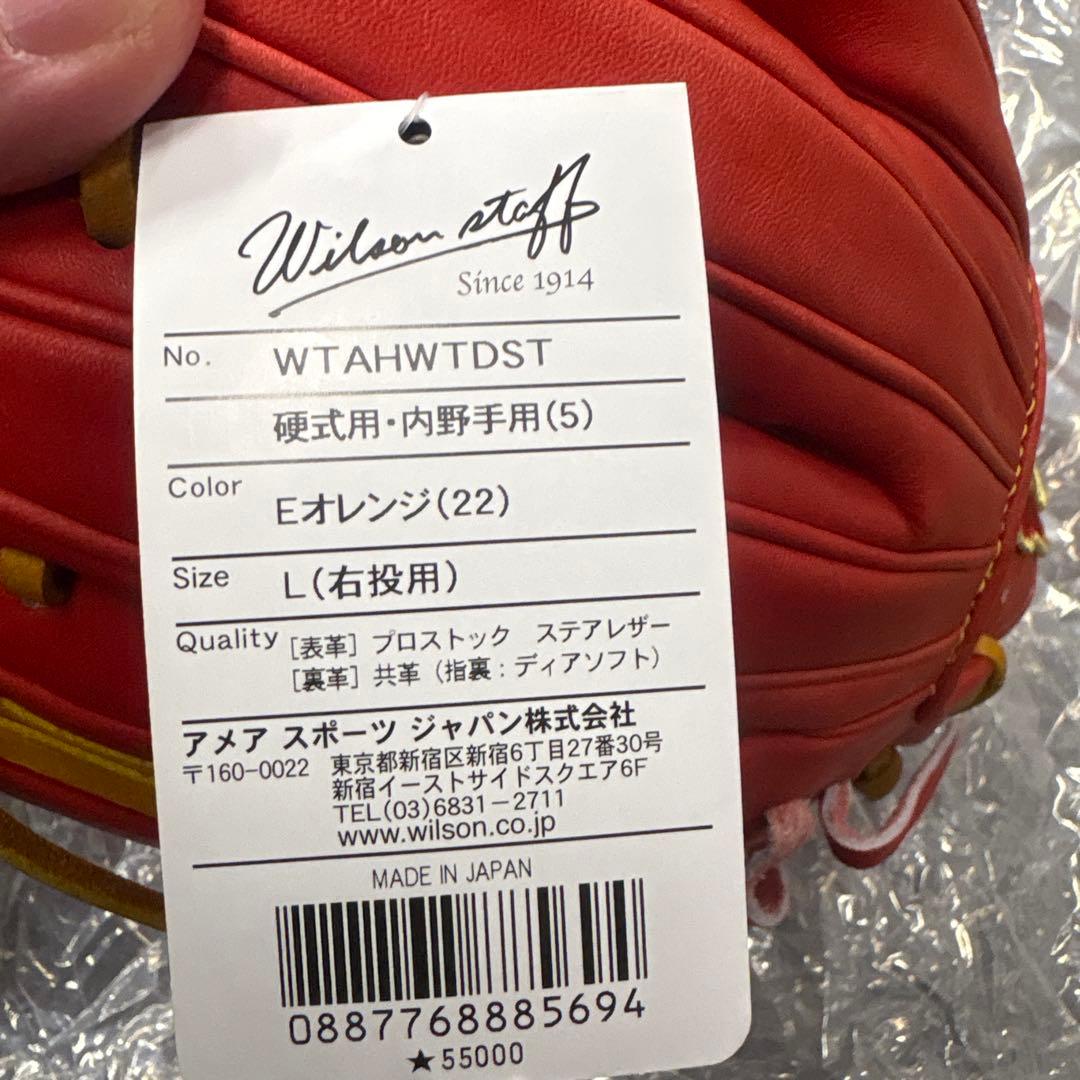 Wilson staff
Since 1914
No. WTAHWTDST
硬式用・内野手用(5)
Color Eオレンジ(22)
Size L(右投用)
Quality [表革] プロストック ステアレザー
[裏革] 共革 (指裏:ディアソフト)
アメア スポーツ ジャパン株式会社
〒160-0022 東京都新宿区新宿6丁目27番30号
新宿イーストサイドスクエア6F
TEL(03)6831-2711
www.wilson.co.jp
MADE IN JAPAN
0887768885694
★55000